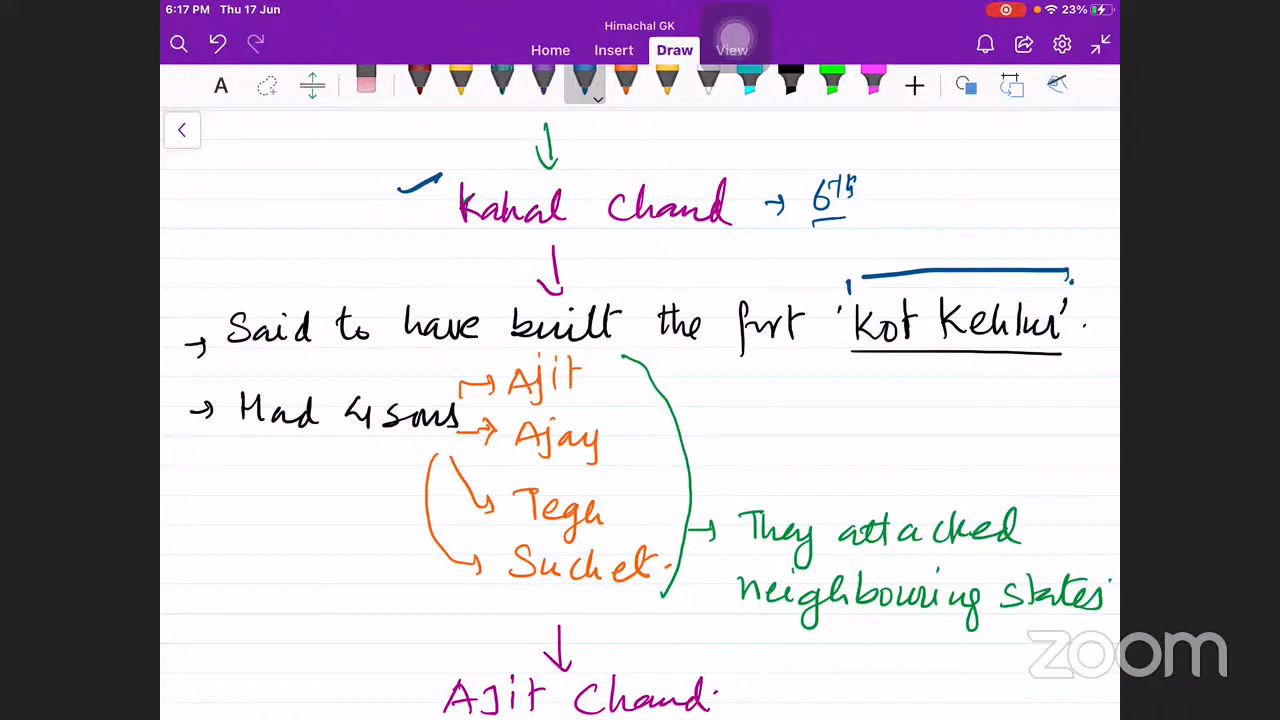 6:17 PM Thu 17 Jun
23%
Himachal GK
Home Insert Draw View
A
Kahal Chand → 6th
→ Said to have built the fort 'Kot Kehlur'.
→ Had 4 sons
→ Ajit
→ Ajay
Tegh
Suchet.
→ They attacked
neighbouring states
Ajit Chand.
zoom